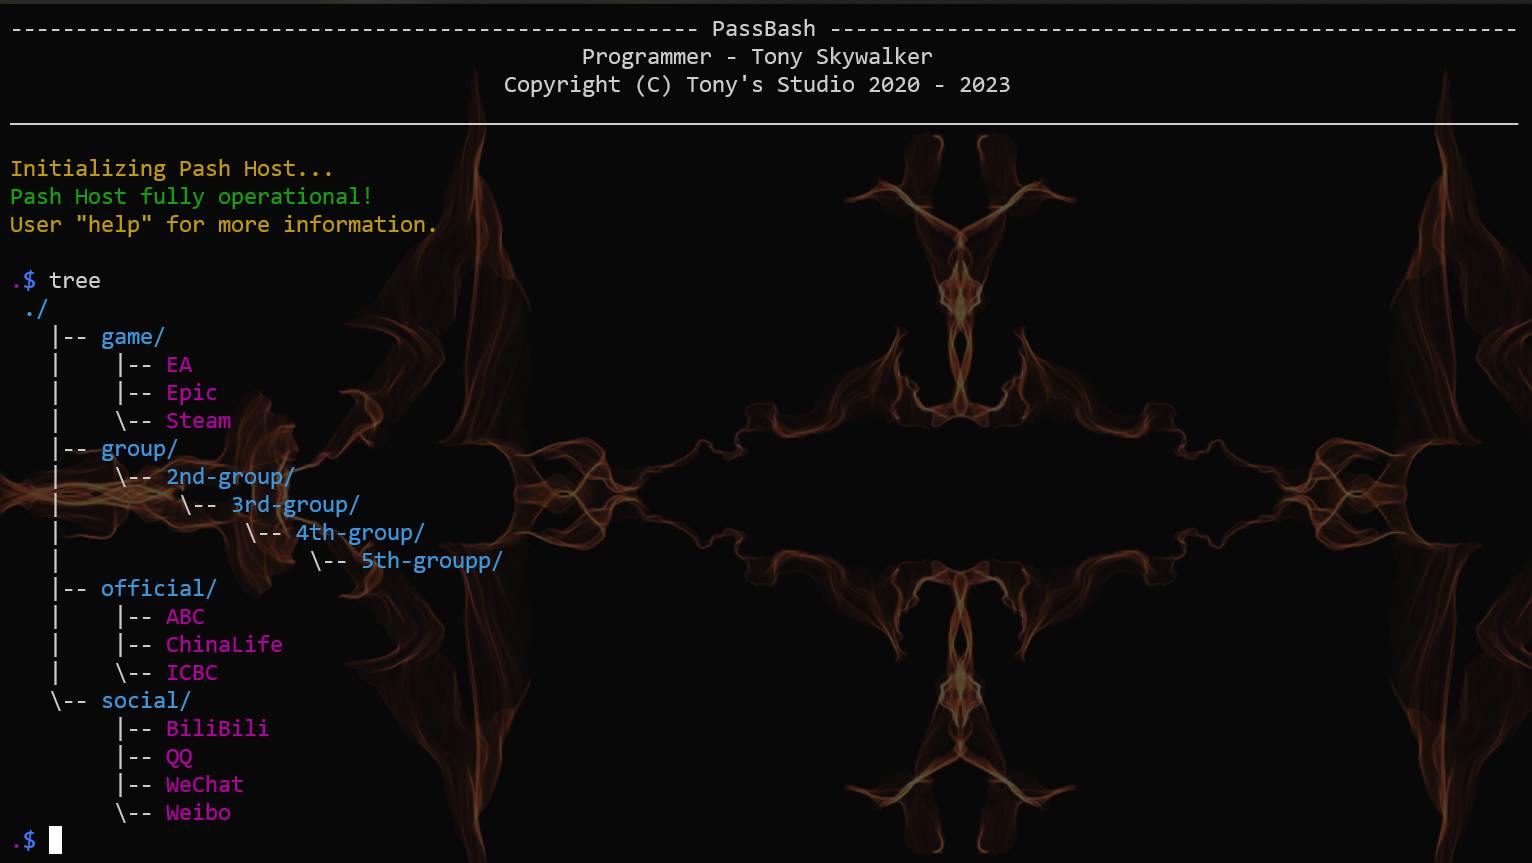 ----------------------------------------------------- PassBash -----------------------------------------------------
Programmer - Tony Skywalker
Copyright (C) Tony's Studio 2020 - 2023
Initializing Pash Host...
Pash Host fully operational!
User "help" for more information.
.$ tree
 ./
   |-- game/
   |    |-- EA
   |    |-- Epic
   |    \-- Steam
   |-- group/
   |    \-- 2nd-group/
   |         \-- 3rd-group/
   |              \-- 4th-group/
   |                   \-- 5th-groupp/
   |-- official/
   |    |-- ABC
   |    |-- ChinaLife
   |    \-- ICBC
   \-- social/
        |-- BiliBili
        |-- QQ
        |-- WeChat
        \-- Weibo
.$